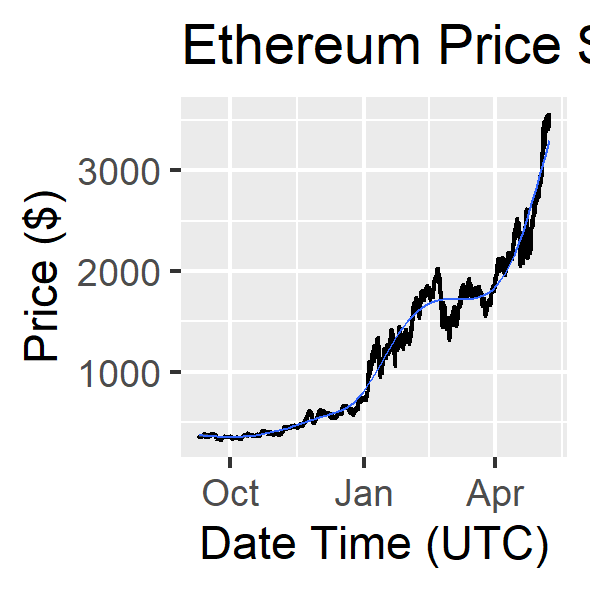 Ethereum Price
Price ($)
3000
2000
1000
Oct Jan Apr
Date Time (UTC)